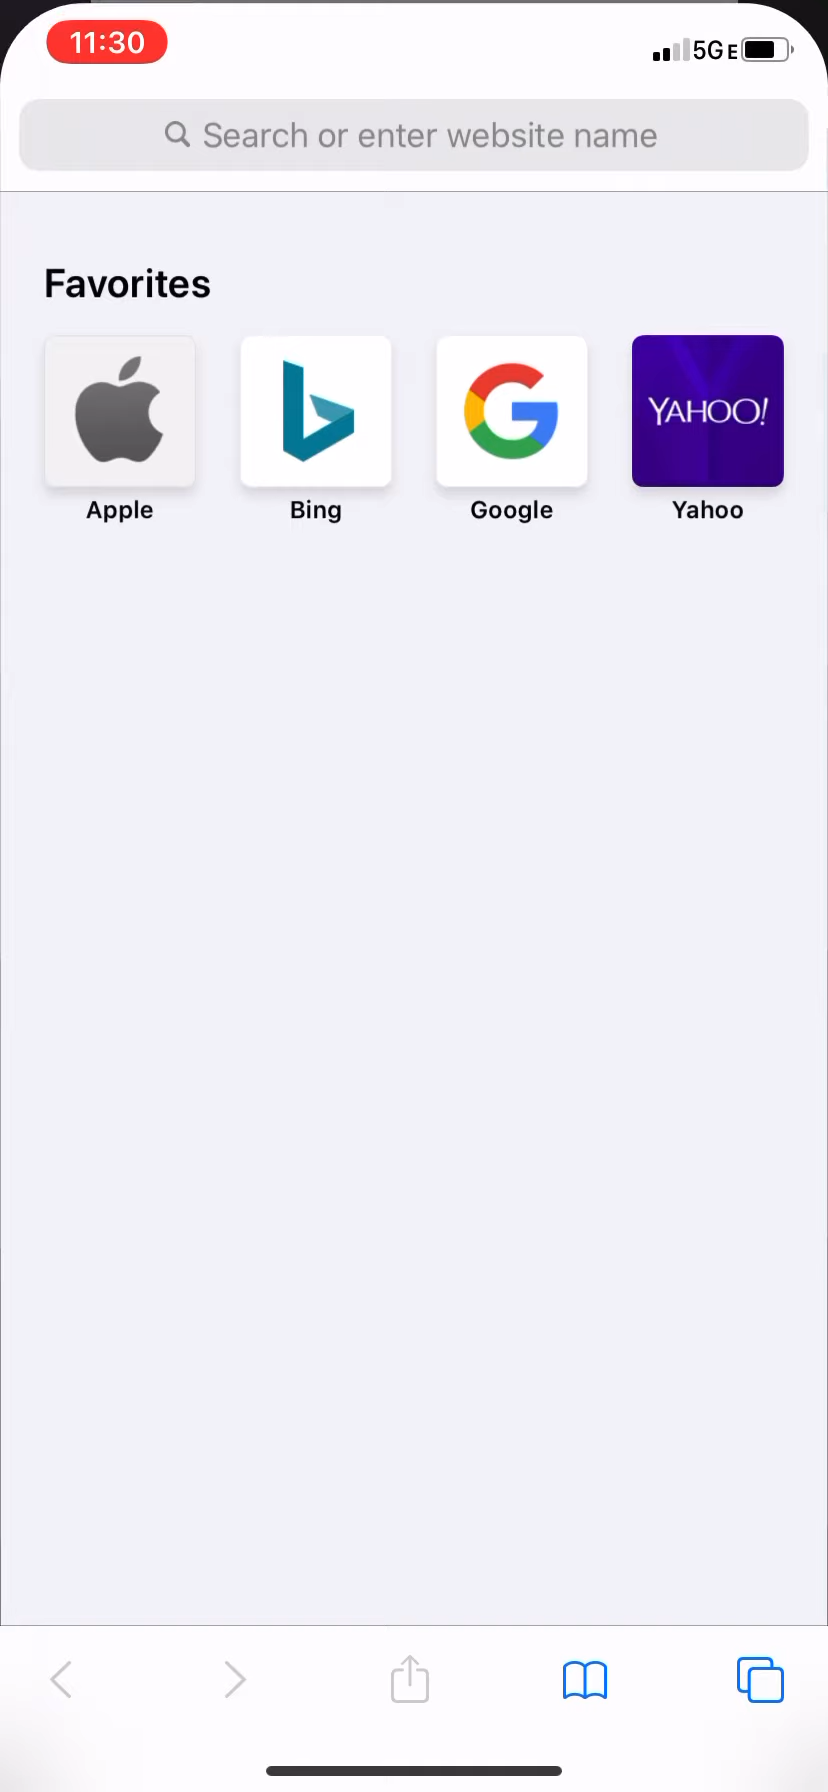 11:30
5G E
Search or enter website name
Favorites
YAHOO!
Apple
Bing
Google
Yahoo